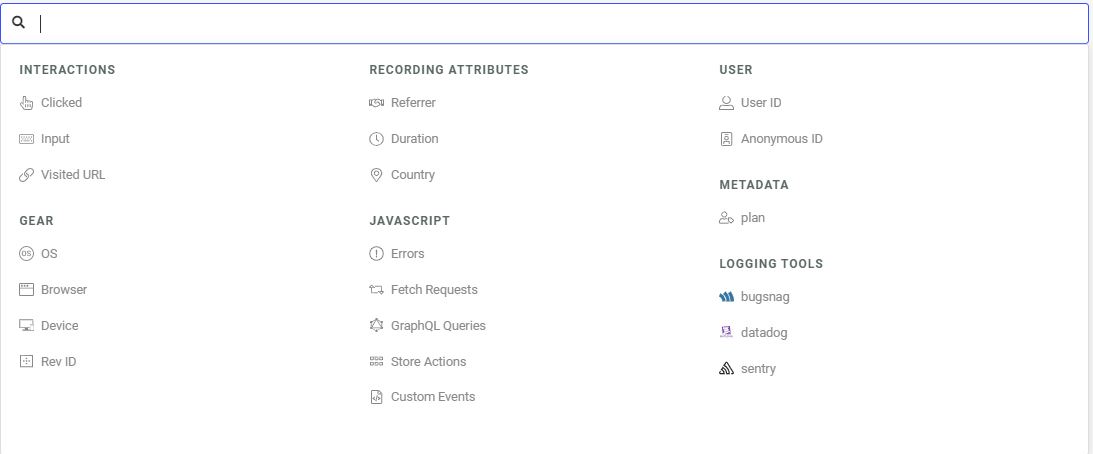 INTERACTIONS
Clicked
Input
Visited URL
GEAR
OS
Browser
Device
Rev ID
RECORDING ATTRIBUTES
Referrer
Duration
Country
JAVASCRIPT
Errors
Fetch Requests
GraphQL Queries
Store Actions
Custom Events
USER
User ID
Anonymous ID
METADATA
plan
LOGGING TOOLS
bugsnag
datadog
sentry